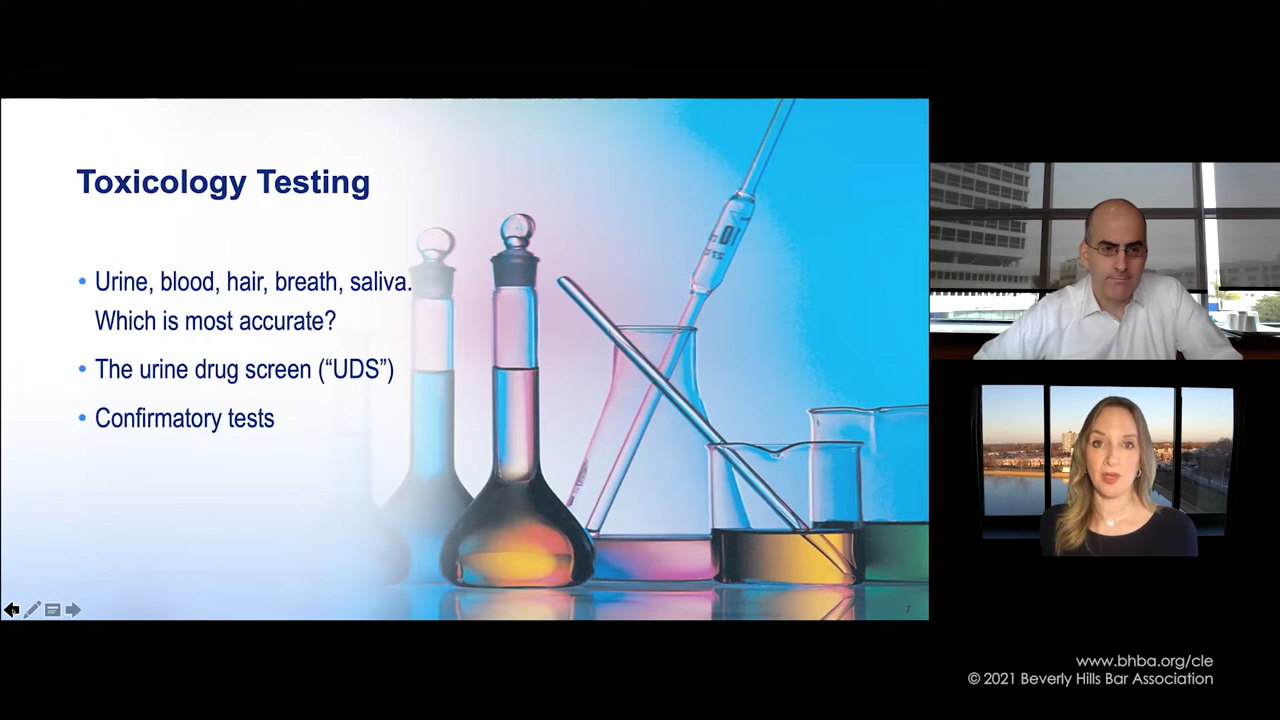 Toxicology Testing
• Urine, blood, hair, breath, saliva.
Which is most accurate?
• The urine drug screen (“UDS”)
• Confirmatory tests
7
www.bhba.org/cle
© 2021 Beverly Hills Bar Association